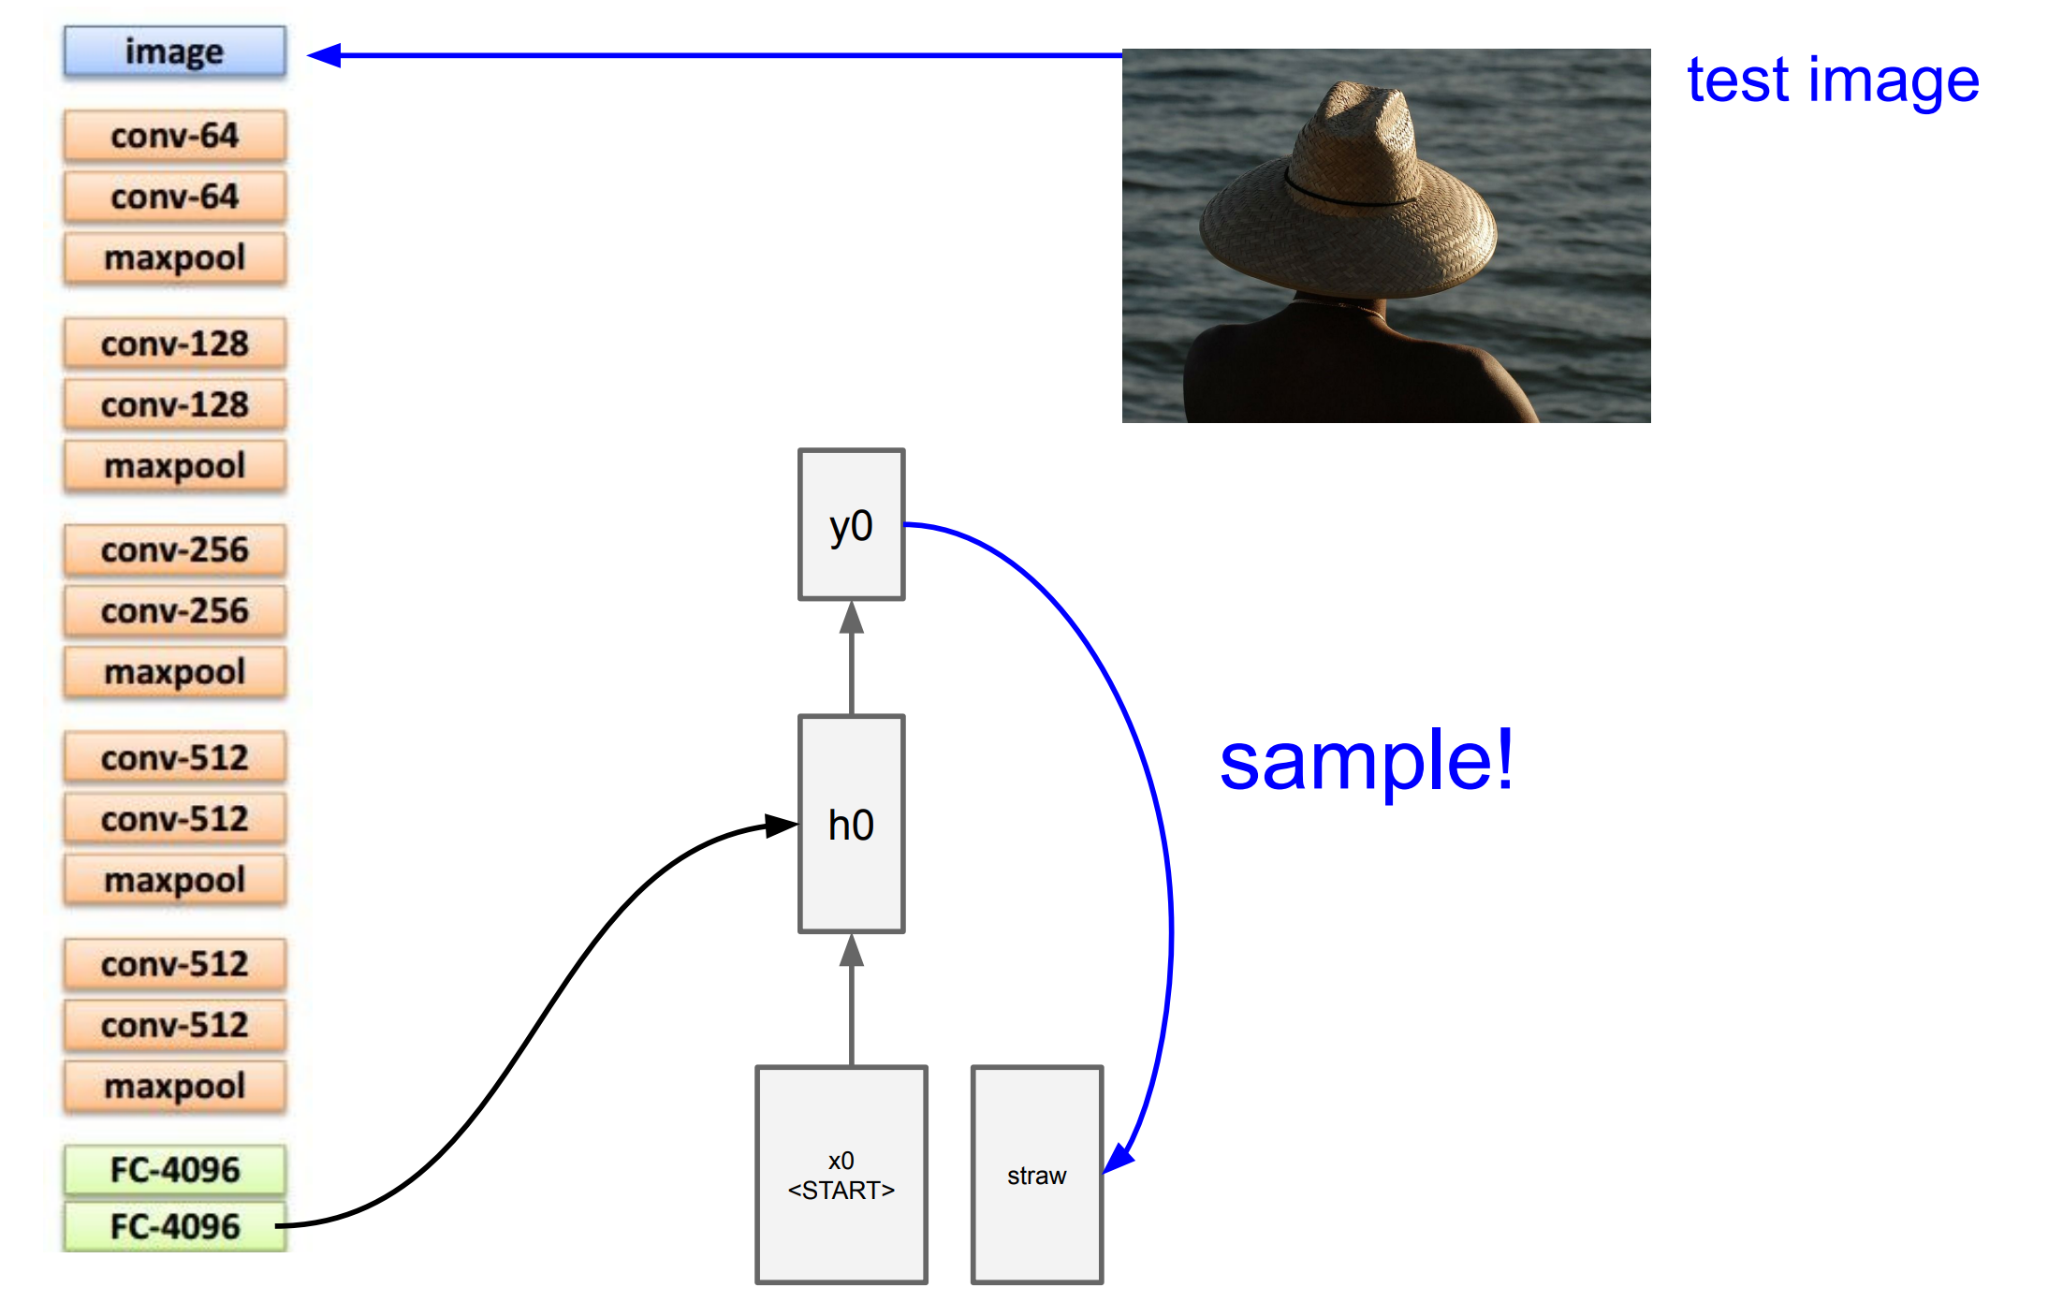 image
conv-64
conv-64
maxpool
conv-128
conv-128
maxpool
conv-256
conv-256
maxpool
conv-512
conv-512
maxpool
conv-512
conv-512
maxpool
FC-4096
FC-4096
test image
y0
h0
sample!
x0
<START>
straw